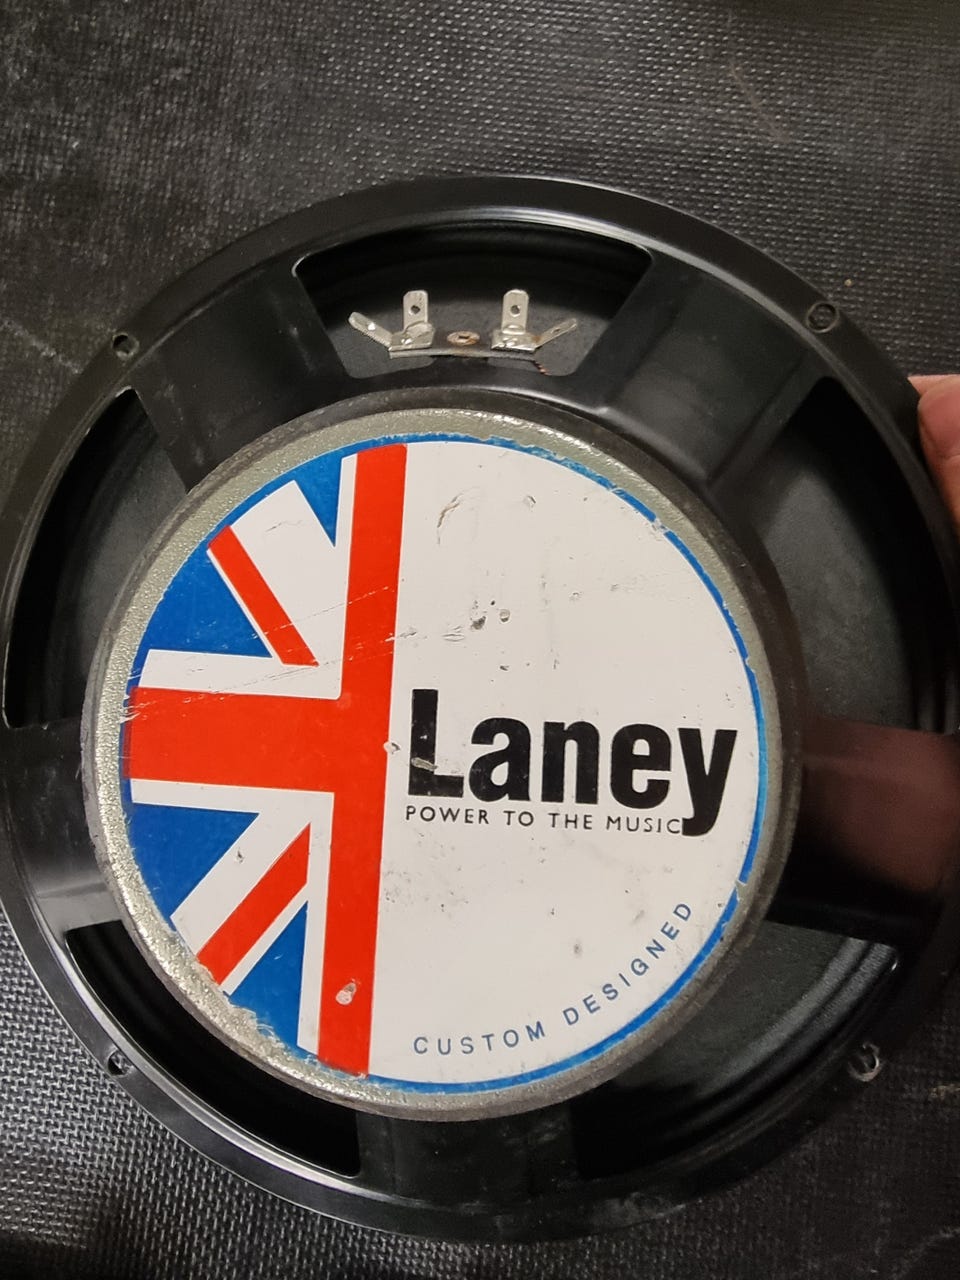 Laney
POWER TO THE MUSIC
CUSTOM DESIGNED